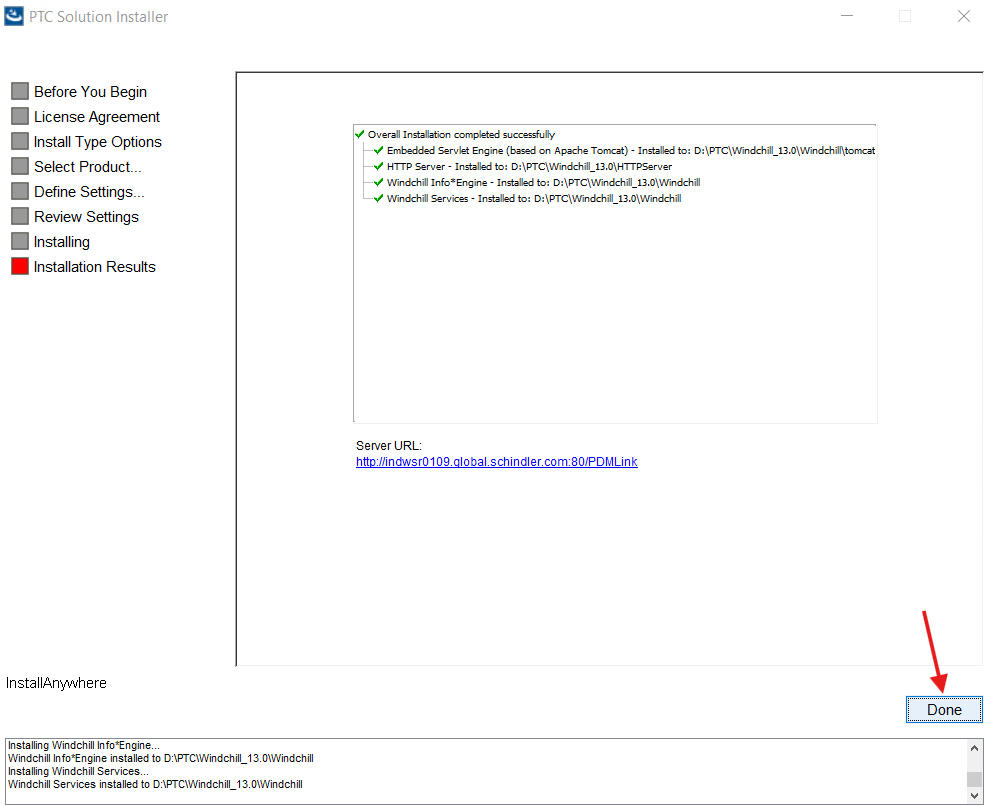 PTC Solution Installer
Before You Begin
License Agreement
Install Type Options
Select Product...
Define Settings...
Review Settings
Installing
Installation Results
Overall Installation completed successfully
Embedded Servlet Engine (based on Apache Tomcat) - Installed to: D:\PTC\Windchill_13.0\Windchill\tomcat
HTTP Server - Installed to: D:\PTC\Windchill_13.0\HTTPServer
Windchill Info*Engine - Installed to: D:\PTC\Windchill_13.0\Windchill
Windchill Services - Installed to: D:\PTC\Windchill_13.0\Windchill
Server URL:
http://indwsr0109.global.schindler.com:80/PDMLink
InstallAnywhere
Done
Installing Windchill Info*Engine...
Windchill Info*Engine installed to D:\PTC\Windchill_13.0\Windchill
Installing Windchill Services...
Windchill Services installed to D:\PTC\Windchill_13.0\Windchill